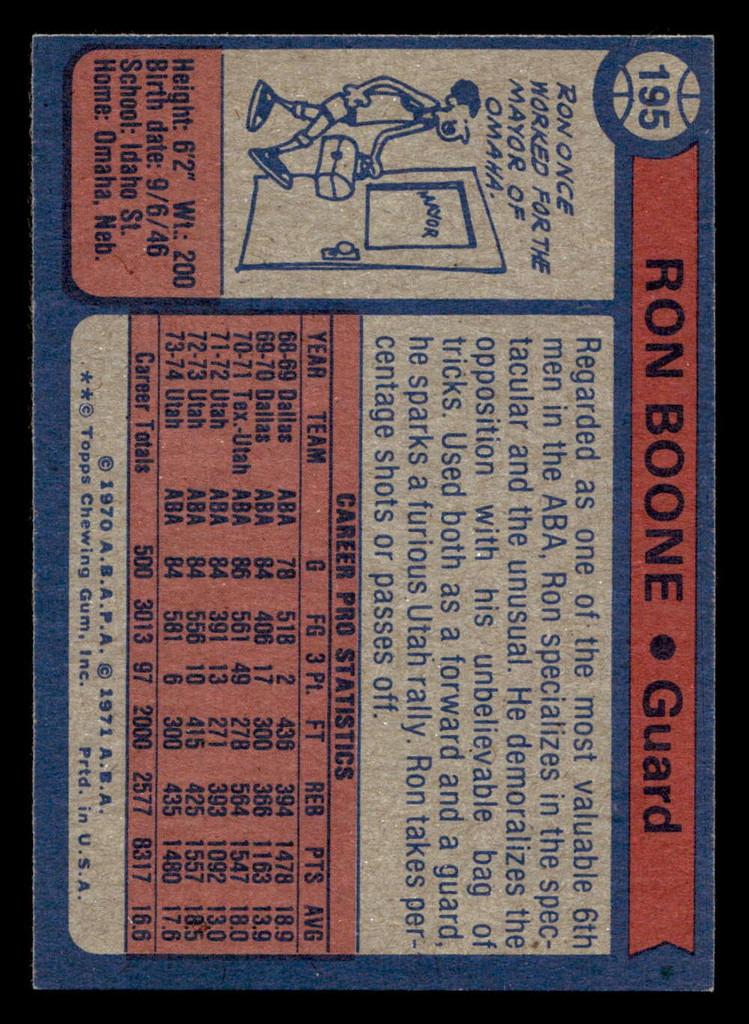 195
RON BOONE • Guard
RON ONCE
WORKED FOR THE
MAYOR OF
OMAHA.
MAYOR
Height: 6'2" Wt.: 200
Birth date: 9/6/46
School: Idaho St.
Home: Omaha, Neb.
Regarded as one of the most valuable 6th
men in the ABA, Ron specializes in the spec-
tacular and the unusual. He demoralizes the
opposition with his unbelievable bag of
tricks. Used both as a forward and a guard,
he sparks a furious Utah rally. Ron takes per-
centage shots or passes off.
CAREER PRO STATISTICS
YEAR TEAM G FG 3 Pt. FT REB PTS AVG
68-69 Dallas ABA 78 518 2 436 394 1478 18.9
69-70 Dallas ABA 84 406 17 300 366 1163 13.9
70-71 Tex.-Utah ABA 86 561 49 278 564 1547 18.0
71-72 Utah ABA 84 391 13 271 393 1092 13.0
72-73 Utah ABA 84 556 10 415 425 1557 18.5
73-74 Utah ABA 84 581 6 300 435 1480 17.6
Career Totals 500 3013 97 2000 2577 8317 16.6
© 1970 A.B.A.P.A. © 1971 A.B.A.
**© Topps Chewing Gum, Inc. Prtd. in U.S.A.